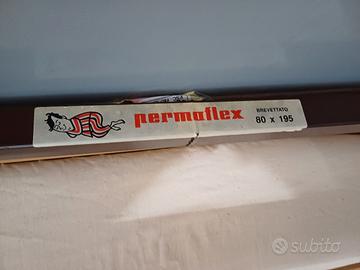 permaflex
BREVETTATO
80 x 195
subito